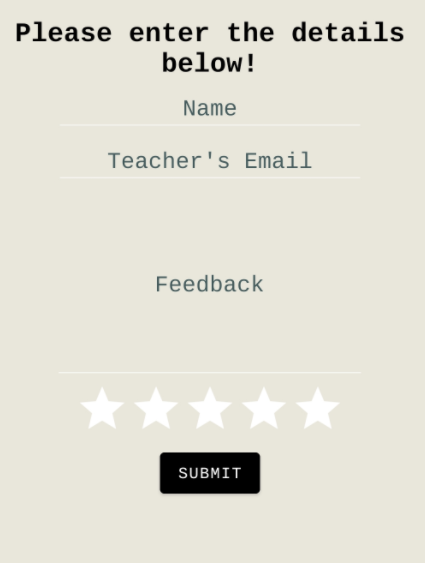 Please enter the details
below!
Name
Teacher's Email
Feedback
SUBMIT